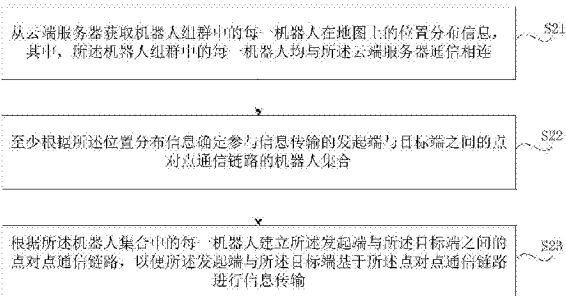 从云端服务器获取机器人组群中的每一机器人在地图上的位置分布信息，
其中，所述机器人组群中的每一机器人均与所述云端服务器通信相连
S21
至少根据所述位置分布信息确定参与信息传输的发起端与目标端之间的点
对点通信链路的机器人集合
S22
根据所述机器人集合中的每一机器人建立所述发起端与所述目标端之间的
点对点通信链路，以便所述发起端与所述目标端基于所述点对点通信链路
进行信息传输
S23